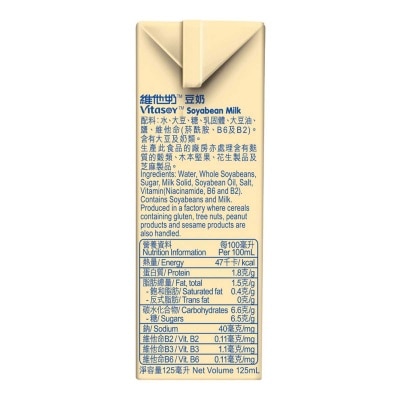 維他奶™ 豆奶
Vitasoy™ Soyabean Milk
配料：水、大豆、糖、乳固體、大豆油、
鹽、維他命(菸酰胺、B6及B2)。
含有大豆及奶類。
生產此食品的廠房亦處理含有麩
質的穀類、木本堅果、花生製品及
芝麻製品。
Ingredients: Water, Whole Soyabeans,
Sugar, Milk Solid, Soyabean Oil, Salt,
Vitamin(Niacinamide, B6 and B2).
Contains Soyabeans and Milk.
Produced in a factory where cereals
containing gluten, tree nuts, peanut
products and sesame products are
also handled.
營養資料 每100毫升
Nutrition Information Per 100mL
熱量/ Energy 47千卡/ kcal
蛋白質/ Protein 1.8克/g
脂肪總量/ Fat, total 1.5克/g
- 飽和脂肪/ Saturated fat 0.4克/g
- 反式脂肪/ Trans fat 0克/g
碳水化合物/ Carbohydrates 6.6克/g
- 糖/ Sugars 6.5克/g
鈉/ Sodium 40毫克/mg
維他命B2 / Vit. B2 0.11毫克/mg
維他命B3 / Vit. B3 1.1毫克/mg
維他命B6 / Vit. B6 0.11毫克/mg
淨容量125毫升 Net Volume 125mL